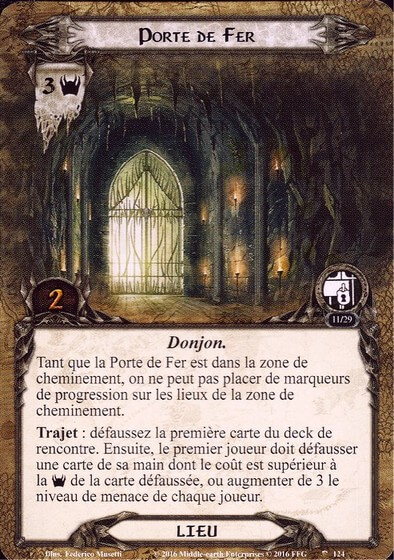 Porte de Fer
3
2
11/29
Donjon.
Tant que la Porte de Fer est dans la zone de
cheminement, on ne peut pas placer de marqueurs
de progression sur les lieux de la zone de
cheminement.
Trajet : défaussez la première carte du deck de
rencontre. Ensuite, le premier joueur doit défausser
une carte de sa main dont le coût est supérieur à
la de la carte défaussée, ou augmenter de 3 le
niveau de menace de chaque joueur.
LIEU
Illus. Federico Musetti © 2016 Middle-earth Enterprises © 2016 FFG 124